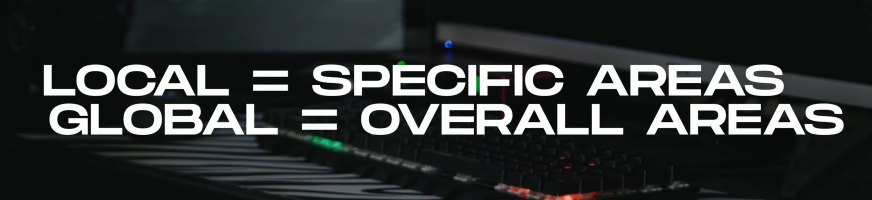 LOCAL = SPECIFIC AREAS
GLOBAL = OVERALL AREAS